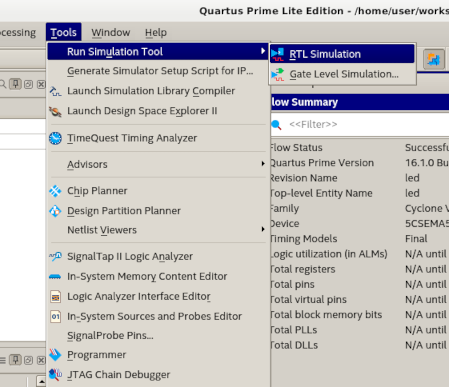 Quartus Prime Lite Edition - /home/user/works
cessing Tools Window Help
Run Simulation Tool
RTL Simulation
Generate Simulator Setup Script for IP...
Gate Level Simulation...
Launch Simulation Library Compiler
low Summary
Launch Design Space Explorer II
<<Filter>>
TimeQuest Timing Analyzer
Flow Status Successfu
Quartus Prime Version 16.1.0 Bu
Advisors
Revision Name led
Chip Planner
Top-level Entity Name led
Design Partition Planner
Family Cyclone V
Device 5CSEMA5
Netlist Viewers
Timing Models Final
Logic utilization (in ALMs) N/A until
SignalTap II Logic Analyzer
Total registers N/A until
In-System Memory Content Editor
Total pins N/A until
Logic Analyzer Interface Editor
Total virtual pins N/A until
In-System Sources and Probes Editor
Total block memory bits N/A until
SignalProbe Pins...
Total PLLs N/A until
Total DLLs N/A until
Programmer
JTAG Chain Debugger